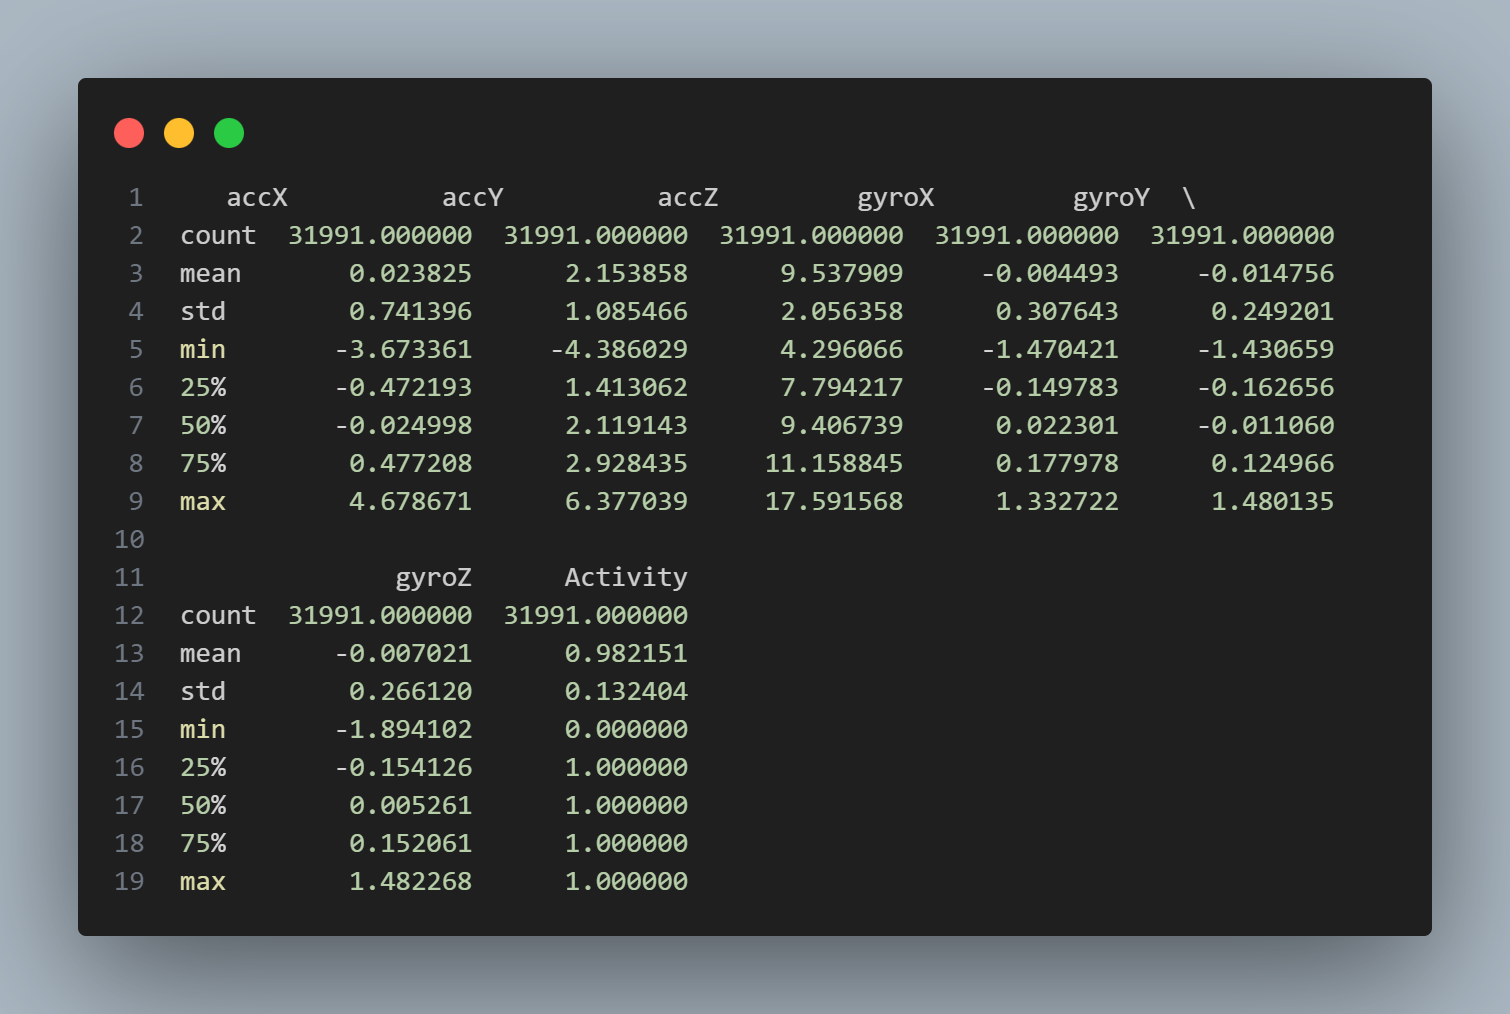 1 accX accY accZ gyroX gyroY \
2 count 31991.000000 31991.000000 31991.000000 31991.000000 31991.000000
3 mean 0.023825 2.153858 9.537909 -0.004493 -0.014756
4 std 0.741396 1.085466 2.056358 0.307643 0.249201
5 min -3.673361 -4.386029 4.296066 -1.470421 -1.430659
6 25% -0.472193 1.413062 7.794217 -0.149783 -0.162656
7 50% -0.024998 2.119143 9.406739 0.022301 -0.011060
8 75% 0.477208 2.928435 11.158845 0.177978 0.124966
9 max 4.678671 6.377039 17.591568 1.332722 1.480135
10
11 gyroZ Activity
12 count 31991.000000 31991.000000
13 mean -0.007021 0.982151
14 std 0.266120 0.132404
15 min -1.894102 0.000000
16 25% -0.154126 1.000000
17 50% 0.005261 1.000000
18 75% 0.152061 1.000000
19 max 1.482268 1.000000